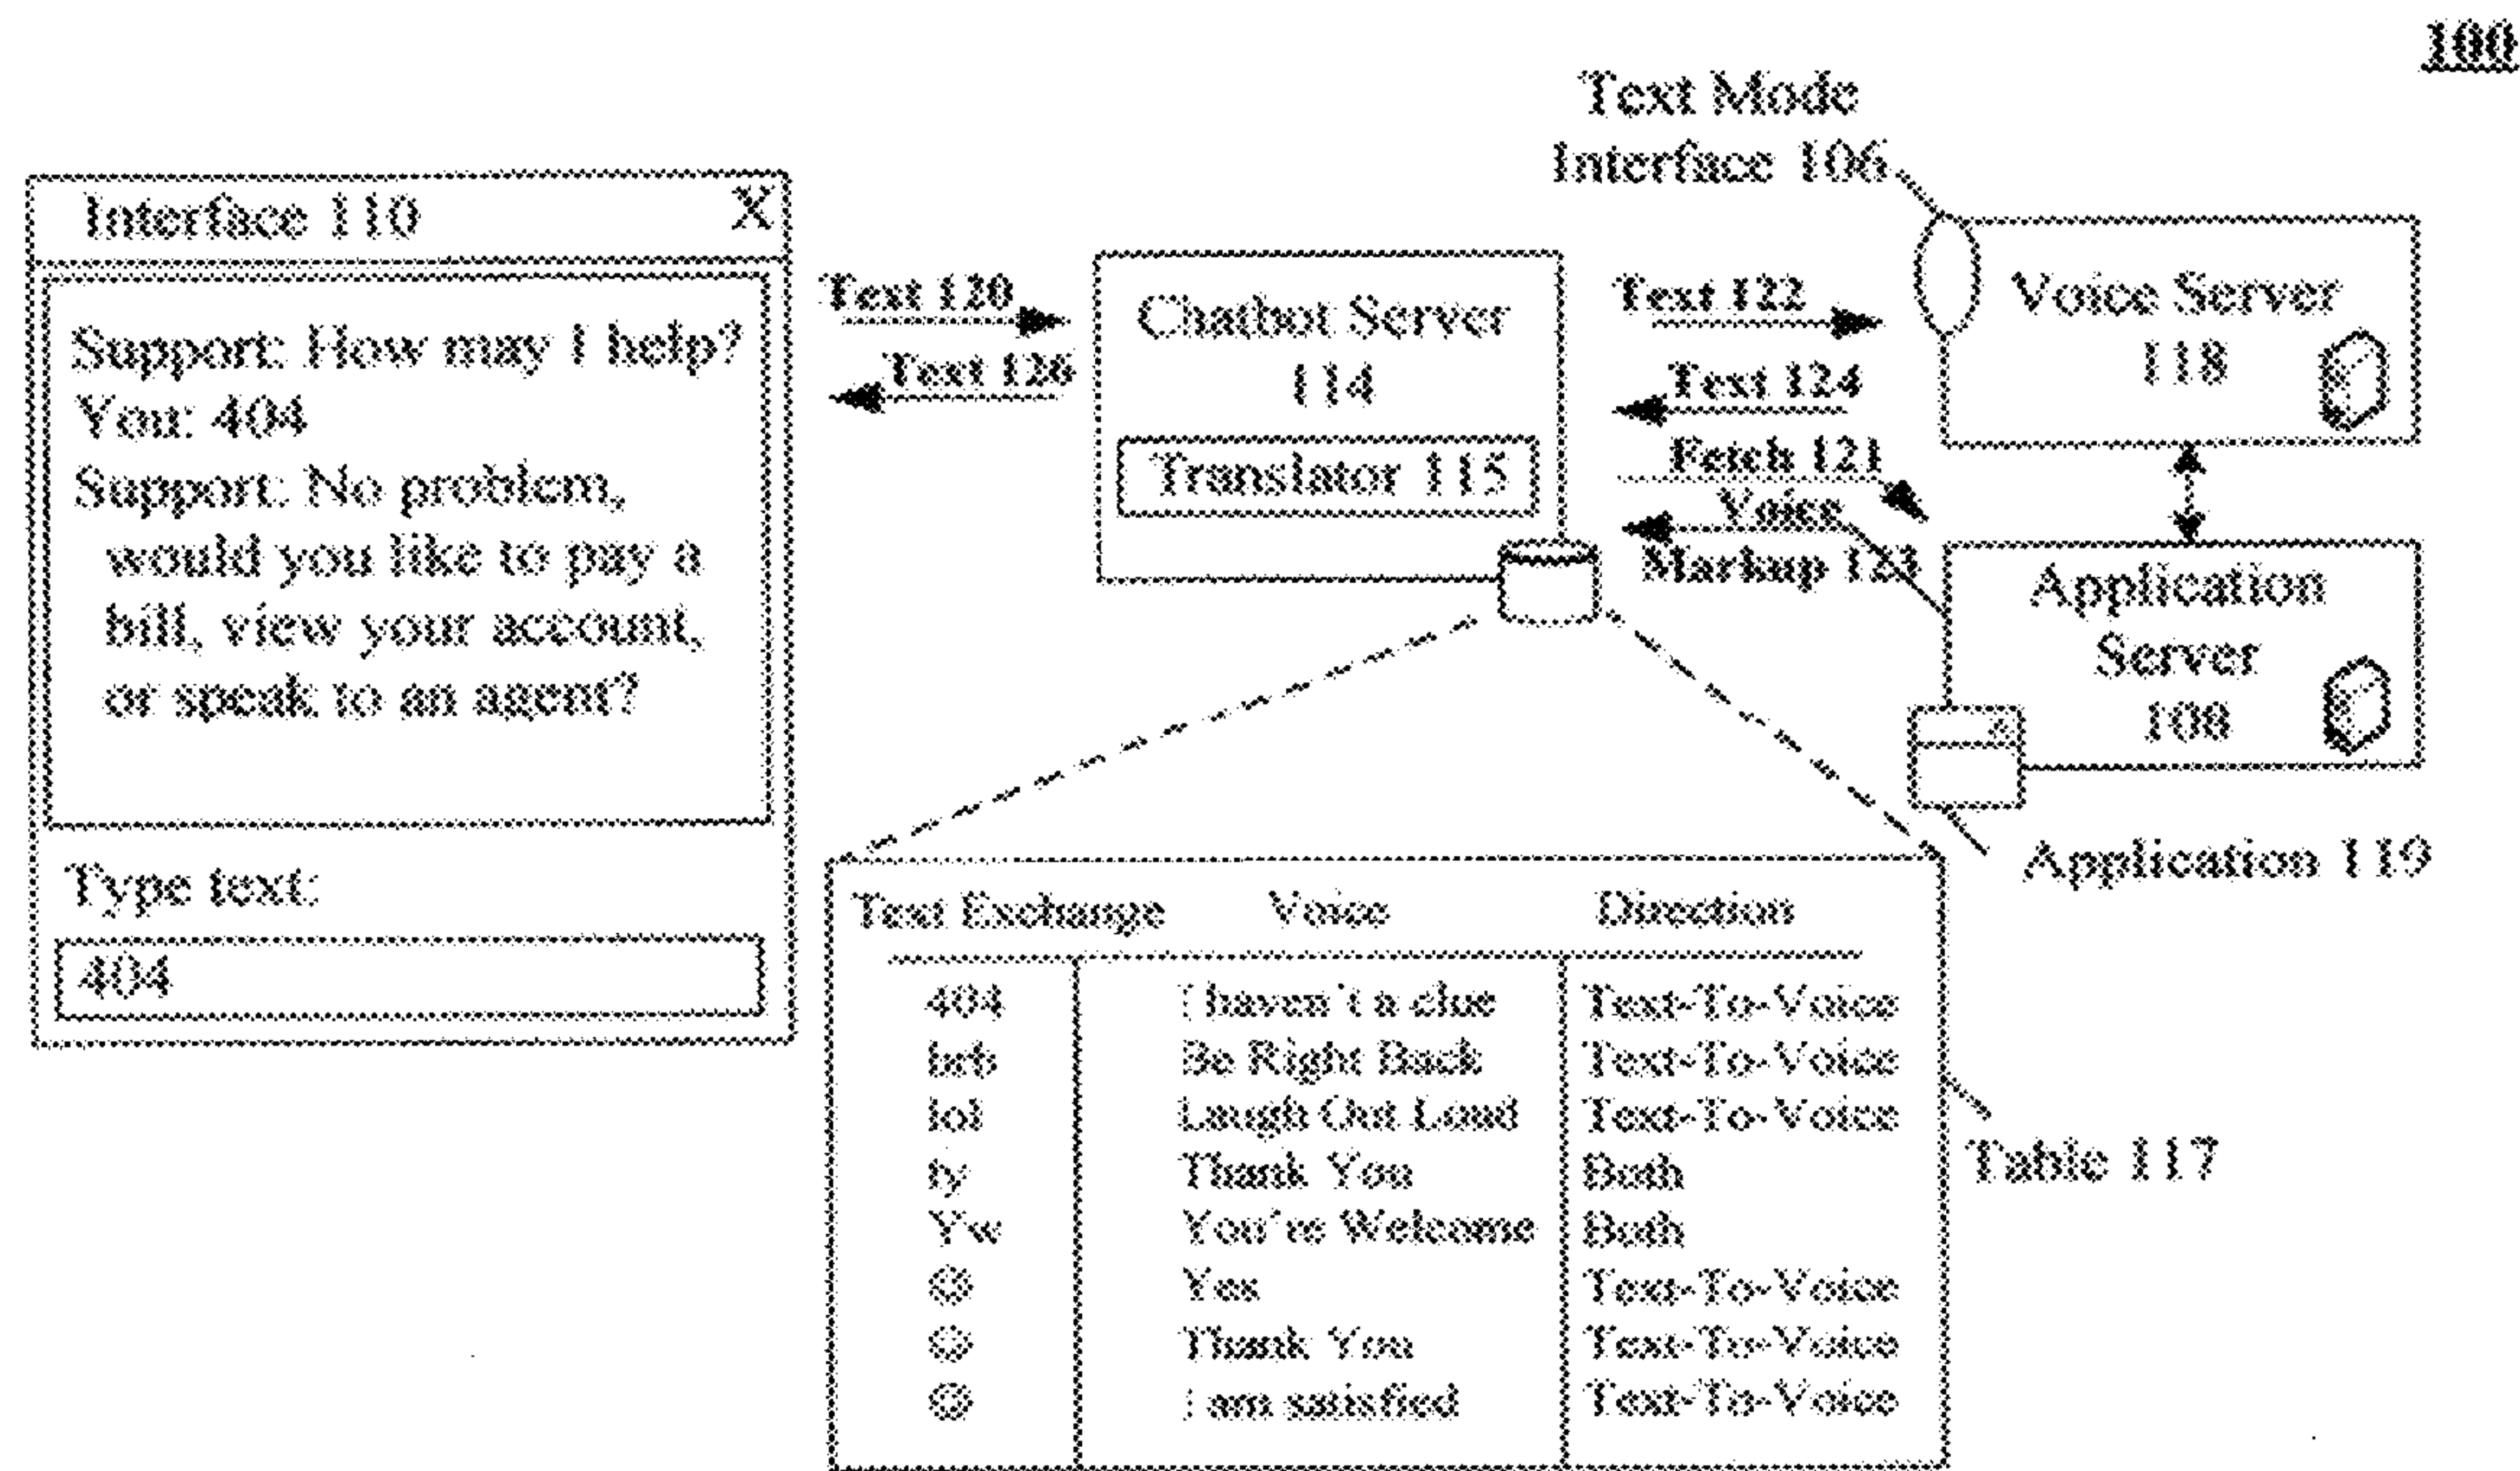 100
Text Mode
Interface 106
Interface 110 X
Support: How may I help?
You: 404
Support: No problem,
would you like to pay a
bill, view your account,
or speak to an agent?
Type text:
404
Text 120
Text 126
Chatbot Server
114
Translator 115
Text 122
Text 124
Fetch 121
Voice
Markup 123
Voice Server
118
Application
Server
108
Application 119
Text Exchange Voice Direction
404 I haven't a clue Text-To-Voice
brb Be Right Back Text-To-Voice
lol Laugh Out Loud Text-To-Voice
ty Thank You Both
Yw You're Welcome Both
☺ Yes Text-To-Voice
☺ Thank You Text-To-Voice
☺ I am satisfied Text-To-Voice
Table 117